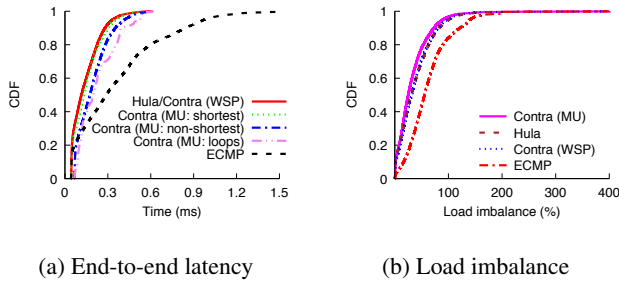 1
0.8
0.6
0.4
0.2
0
CDF
Hula/Contra (WSP)
Contra (MU: shortest)
Contra (MU: non-shortest)
Contra (MU: loops)
ECMP
0 0.3 0.6 0.9 1.2 1.5
Time (ms)
(a) End-to-end latency
1
0.8
0.6
0.4
0.2
0
CDF
Contra (MU)
Hula
Contra (WSP)
ECMP
100 200 300 400
Load imbalance (%)
(b) Load imbalance